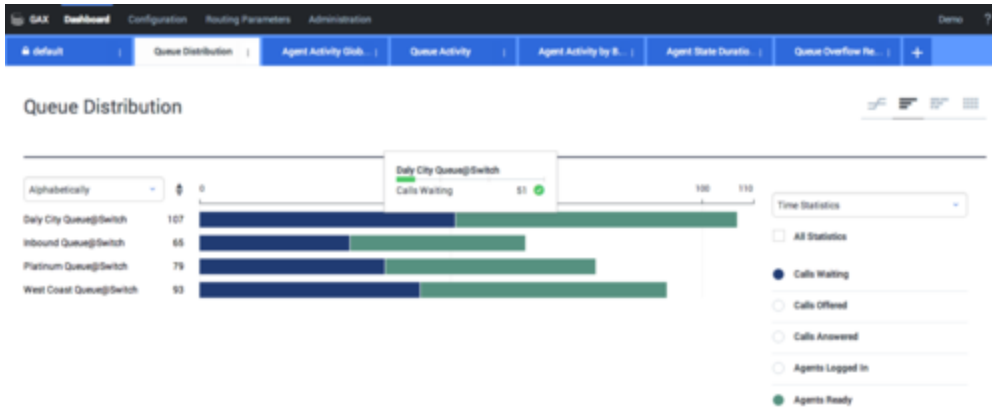 GAX Dashboard Configuration Routing Parameters Administration Demo ?
default Queue Distribution Agent Activity Glob... Queue Activity Agent Activity by B... Agent State Duratio... Queue Overflow Re... +
Queue Distribution
Daly City Queue@Switch
Calls Waiting 51
Alphabetically 0 100 110
Time Statistics
Daly City Queue@Switch 107
All Statistics
Inbound Queue@Switch 65
Platinum Queue@Switch 79
Calls Waiting
West Coast Queue@Switch 93
Calls Offered
Calls Answered
Agents Logged In
Agents Ready